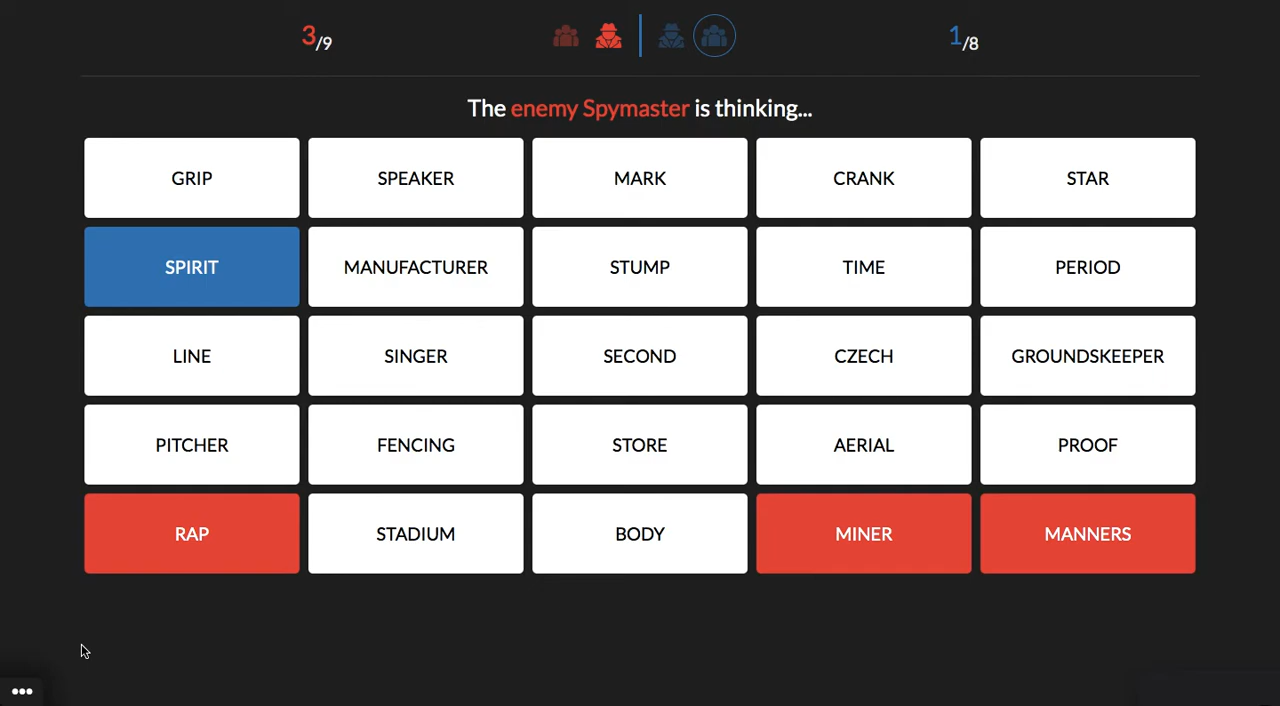 3/9 1/8
The enemy Spymaster is thinking...
GRIP SPEAKER MARK CRANK STAR
SPIRIT MANUFACTURER STUMP TIME PERIOD
LINE SINGER SECOND CZECH GROUNDSKEEPER
PITCHER FENCING STORE AERIAL PROOF
RAP STADIUM BODY MINER MANNERS